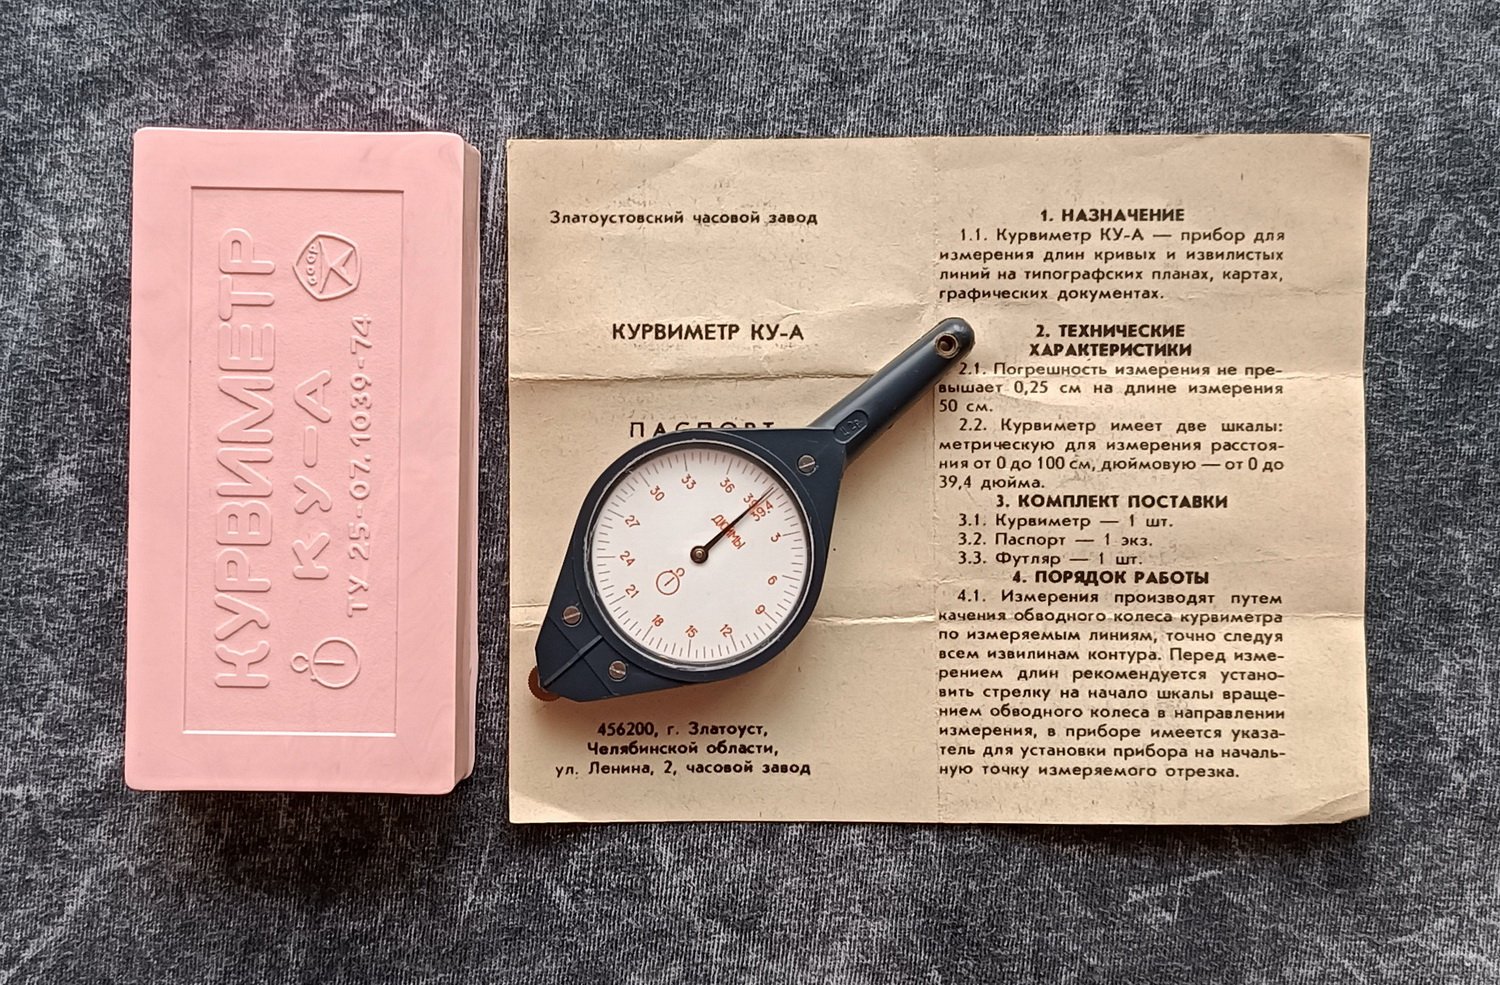 КУРВИМЕТР
КУ-А
ТУ 25-07.1039-74
СССР
Златоустовский часовой завод
КУРВИМЕТР КУ-А
ПАСПОРТ
456200, г. Златоуст,
Челябинской области,
ул. Ленина, 2, часовой завод
1. НАЗНАЧЕНИЕ
1.1. Курвиметр КУ-А — прибор для
измерения длин кривых и извилистых
линий на типографских планах, картах,
графических документах.
2. ТЕХНИЧЕСКИЕ
ХАРАКТЕРИСТИКИ
2.1. Погрешность измерения не пре-
вышает 0,25 см на длине измерения
50 см.
2.2. Курвиметр имеет две шкалы:
метрическую для измерения расстоя-
ния от 0 до 100 см, дюймовую — от 0 до
39,4 дюйма.
3. КОМПЛЕКТ ПОСТАВКИ
3.1. Курвиметр — 1 шт.
3.2. Паспорт — 1 экз.
3.3. Футляр — 1 шт.
4. ПОРЯДОК РАБОТЫ
4.1. Измерения производят путем
качения обводного колеса курвиметра
по измеряемым линиям, точно следуя
всем извилинам контура. Перед изме-
рением длин рекомендуется устано-
вить стрелку на начало шкалы враще-
нием обводного колеса в направлении
измерения, в приборе имеется указа-
тель для установки прибора на началь-
ную точку измеряемого отрезка.
39.4
3
6
9
12
15
18
21
24
27
30
33
36
39
ДЮЙМЫ